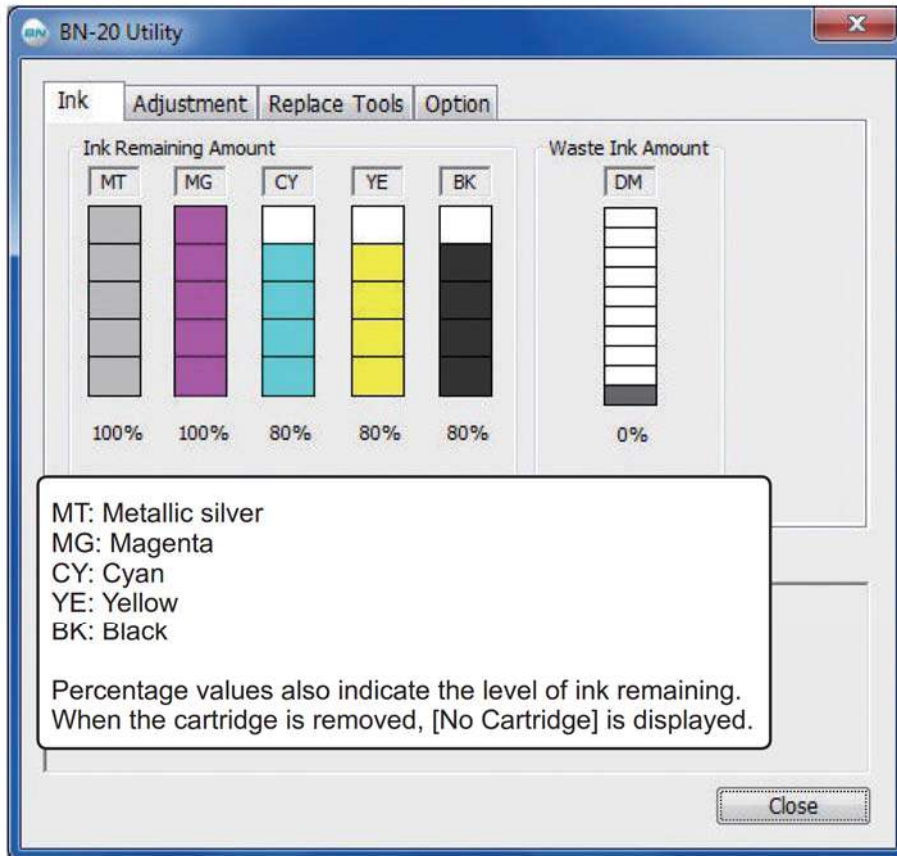 BN BN-20 Utility
X
Ink Adjustment Replace Tools Option
Ink Remaining Amount Waste Ink Amount
MT MG CY YE BK DM
100% 100% 80% 80% 80% 0%
MT: Metallic silver
MG: Magenta
CY: Cyan
YE: Yellow
BK: Black
Percentage values also indicate the level of ink remaining.
When the cartridge is removed, [No Cartridge] is displayed.
Close